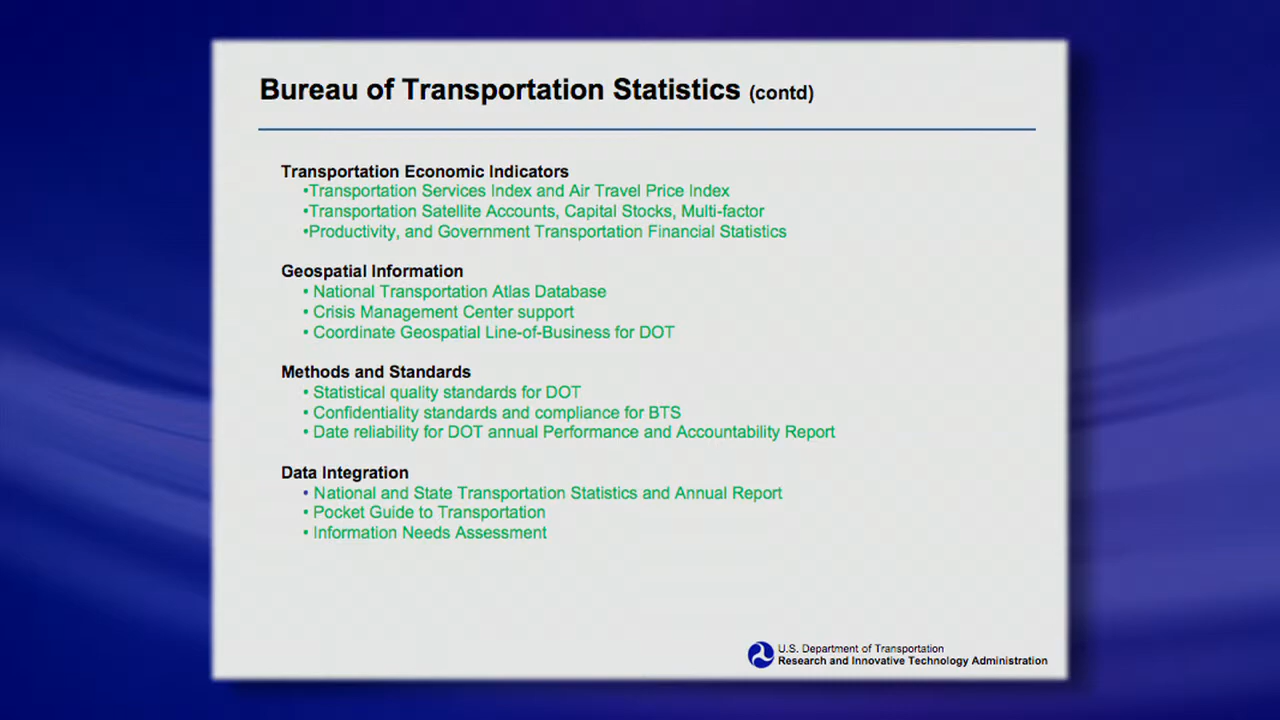 Bureau of Transportation Statistics (contd)
Transportation Economic Indicators
•Transportation Services Index and Air Travel Price Index
•Transportation Satellite Accounts, Capital Stocks, Multi-factor
•Productivity, and Government Transportation Financial Statistics
Geospatial Information
• National Transportation Atlas Database
• Crisis Management Center support
• Coordinate Geospatial Line-of-Business for DOT
Methods and Standards
• Statistical quality standards for DOT
• Confidentiality standards and compliance for BTS
• Date reliability for DOT annual Performance and Accountability Report
Data Integration
• National and State Transportation Statistics and Annual Report
• Pocket Guide to Transportation
• Information Needs Assessment
U.S. Department of Transportation
Research and Innovative Technology Administration